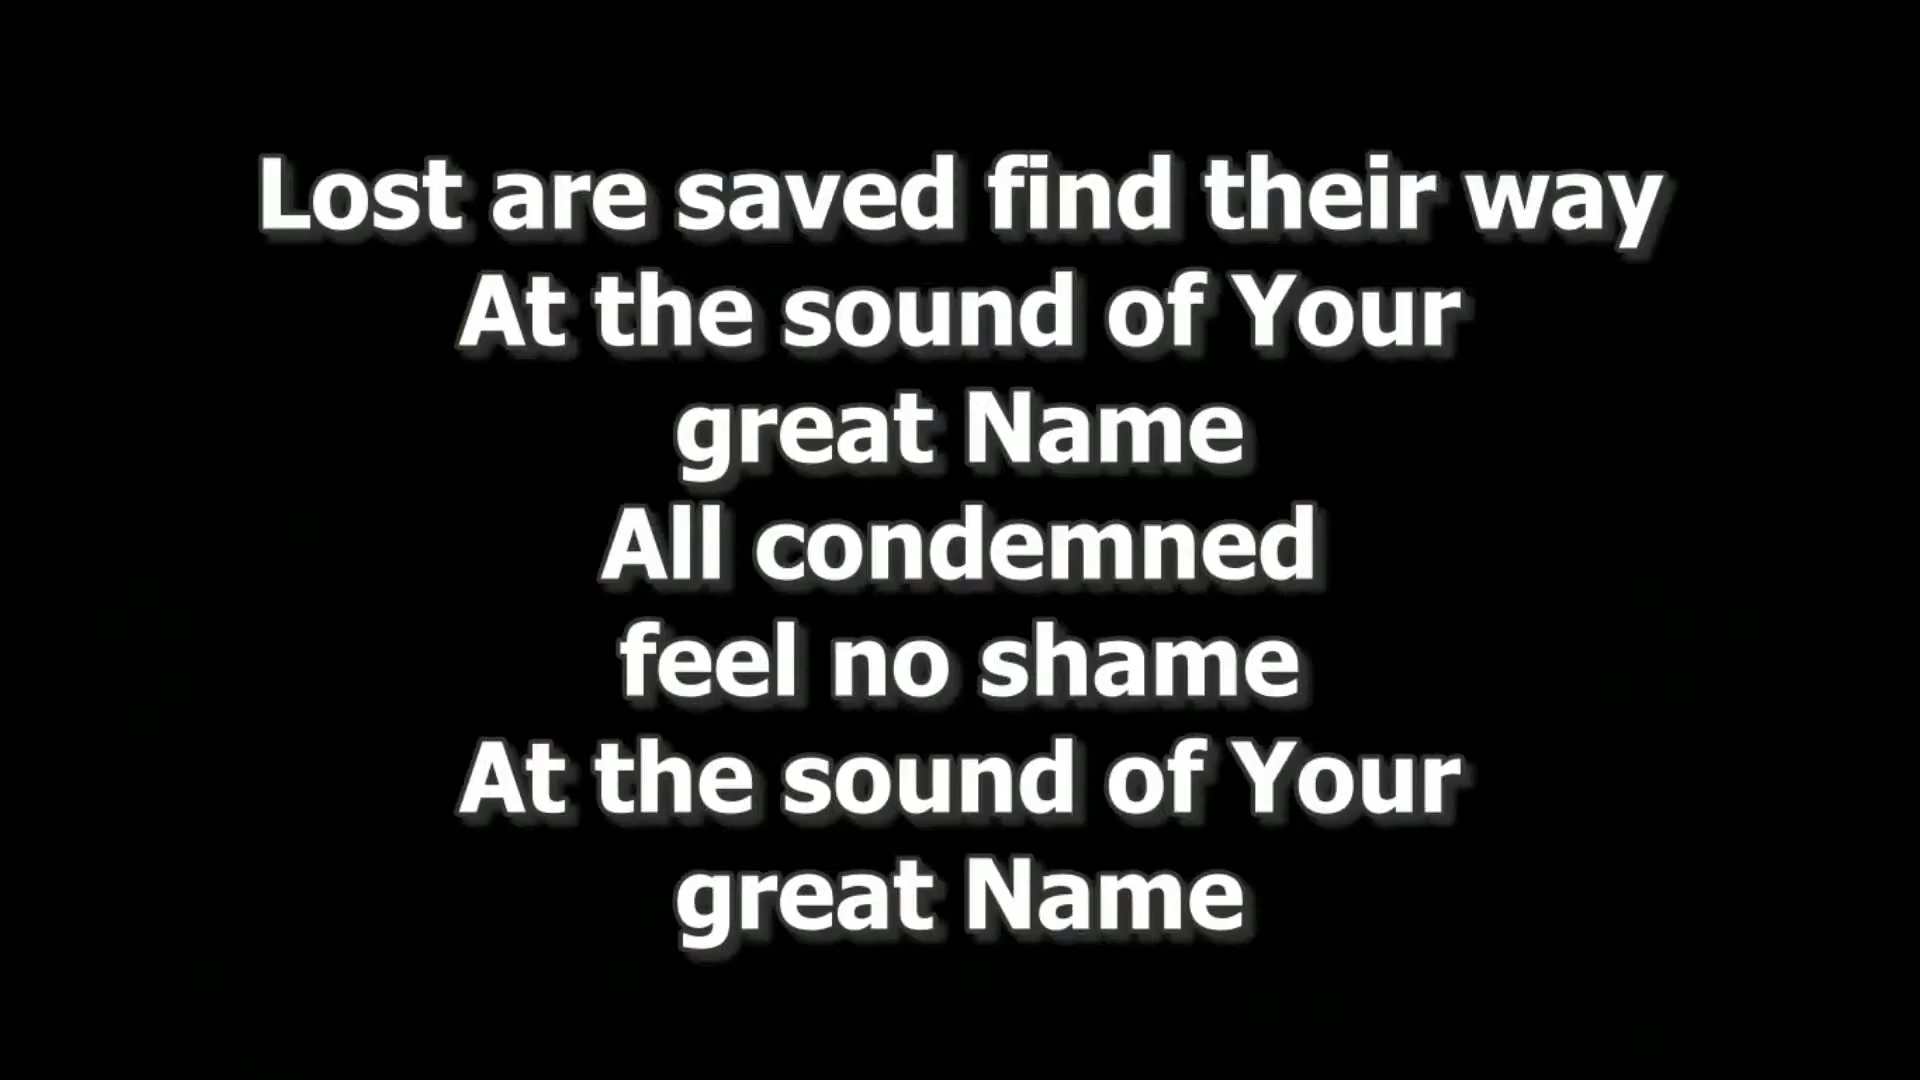 Lost are saved find their way
At the sound of Your
great Name
All condemned
feel no shame
At the sound of Your
great Name